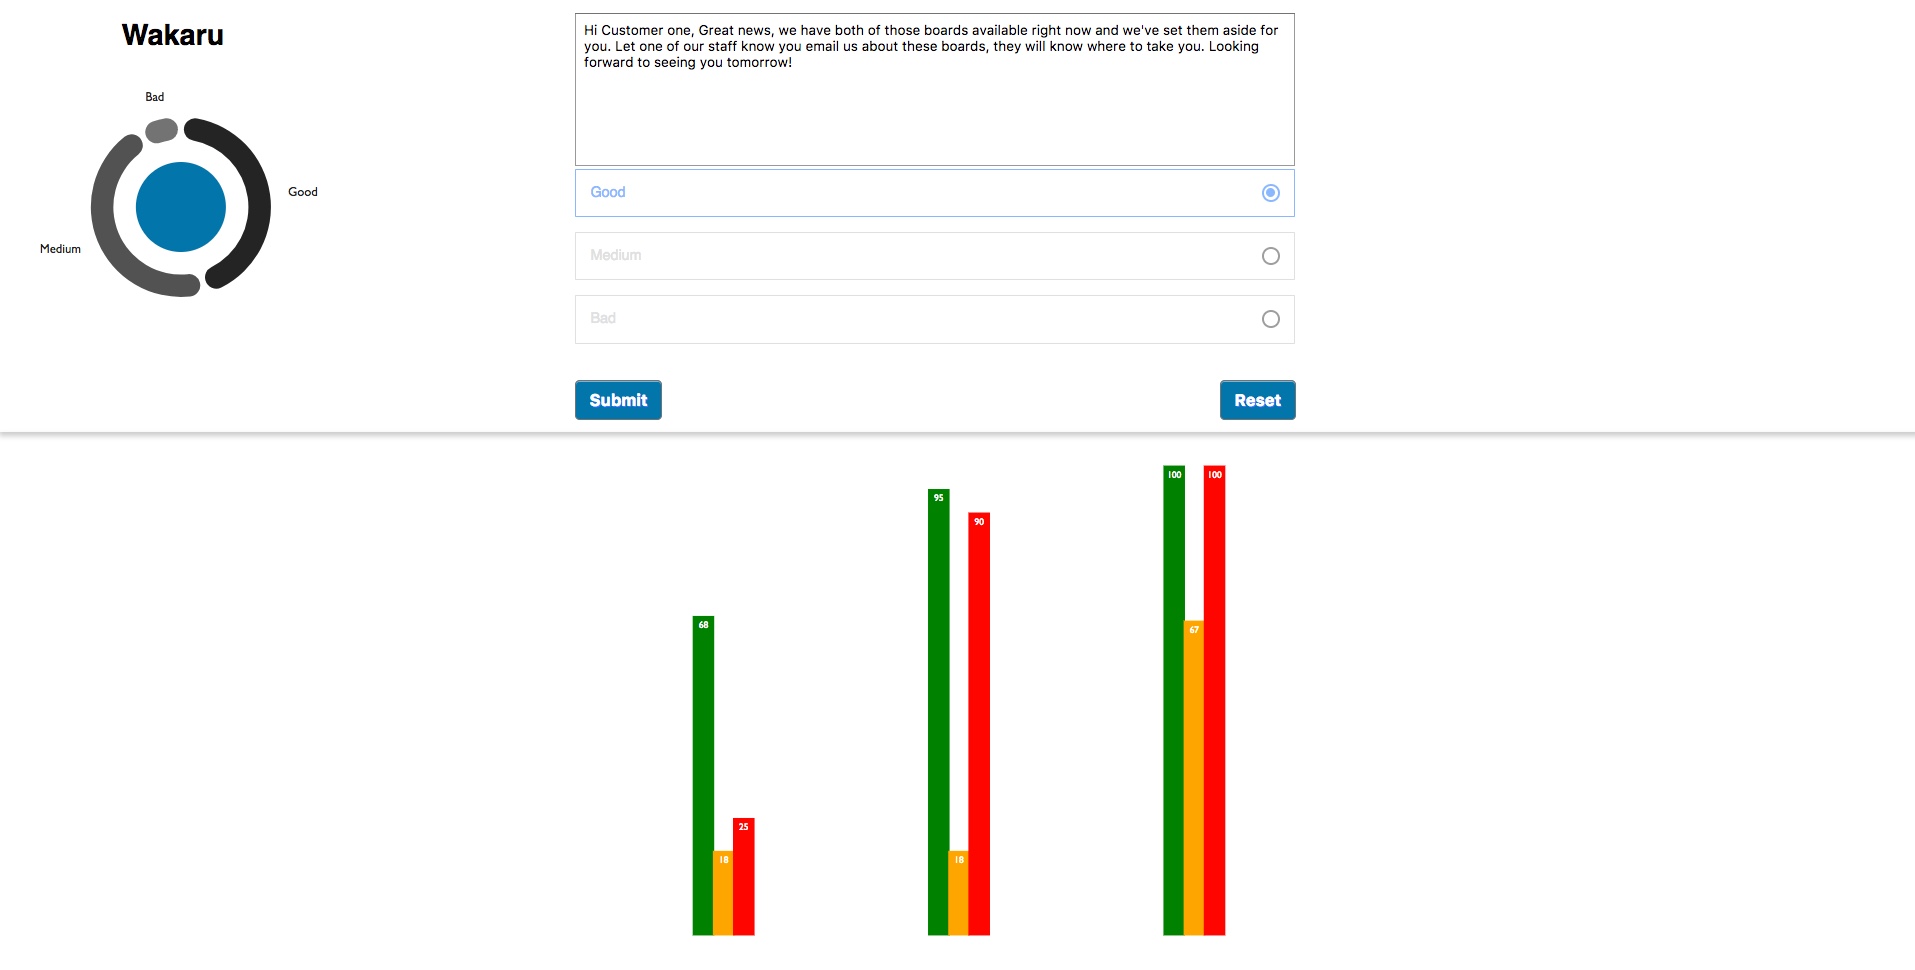 Wakaru
Bad
Good
Medium
Hi Customer one, Great news, we have both of those boards available right now and we've set them aside for
you. Let one of our staff know you email us about these boards, they will know where to take you. Looking
forward to seeing you tomorrow!
Good
Medium
Bad
Submit
Reset
68
18
25
95
18
90
100
67
100